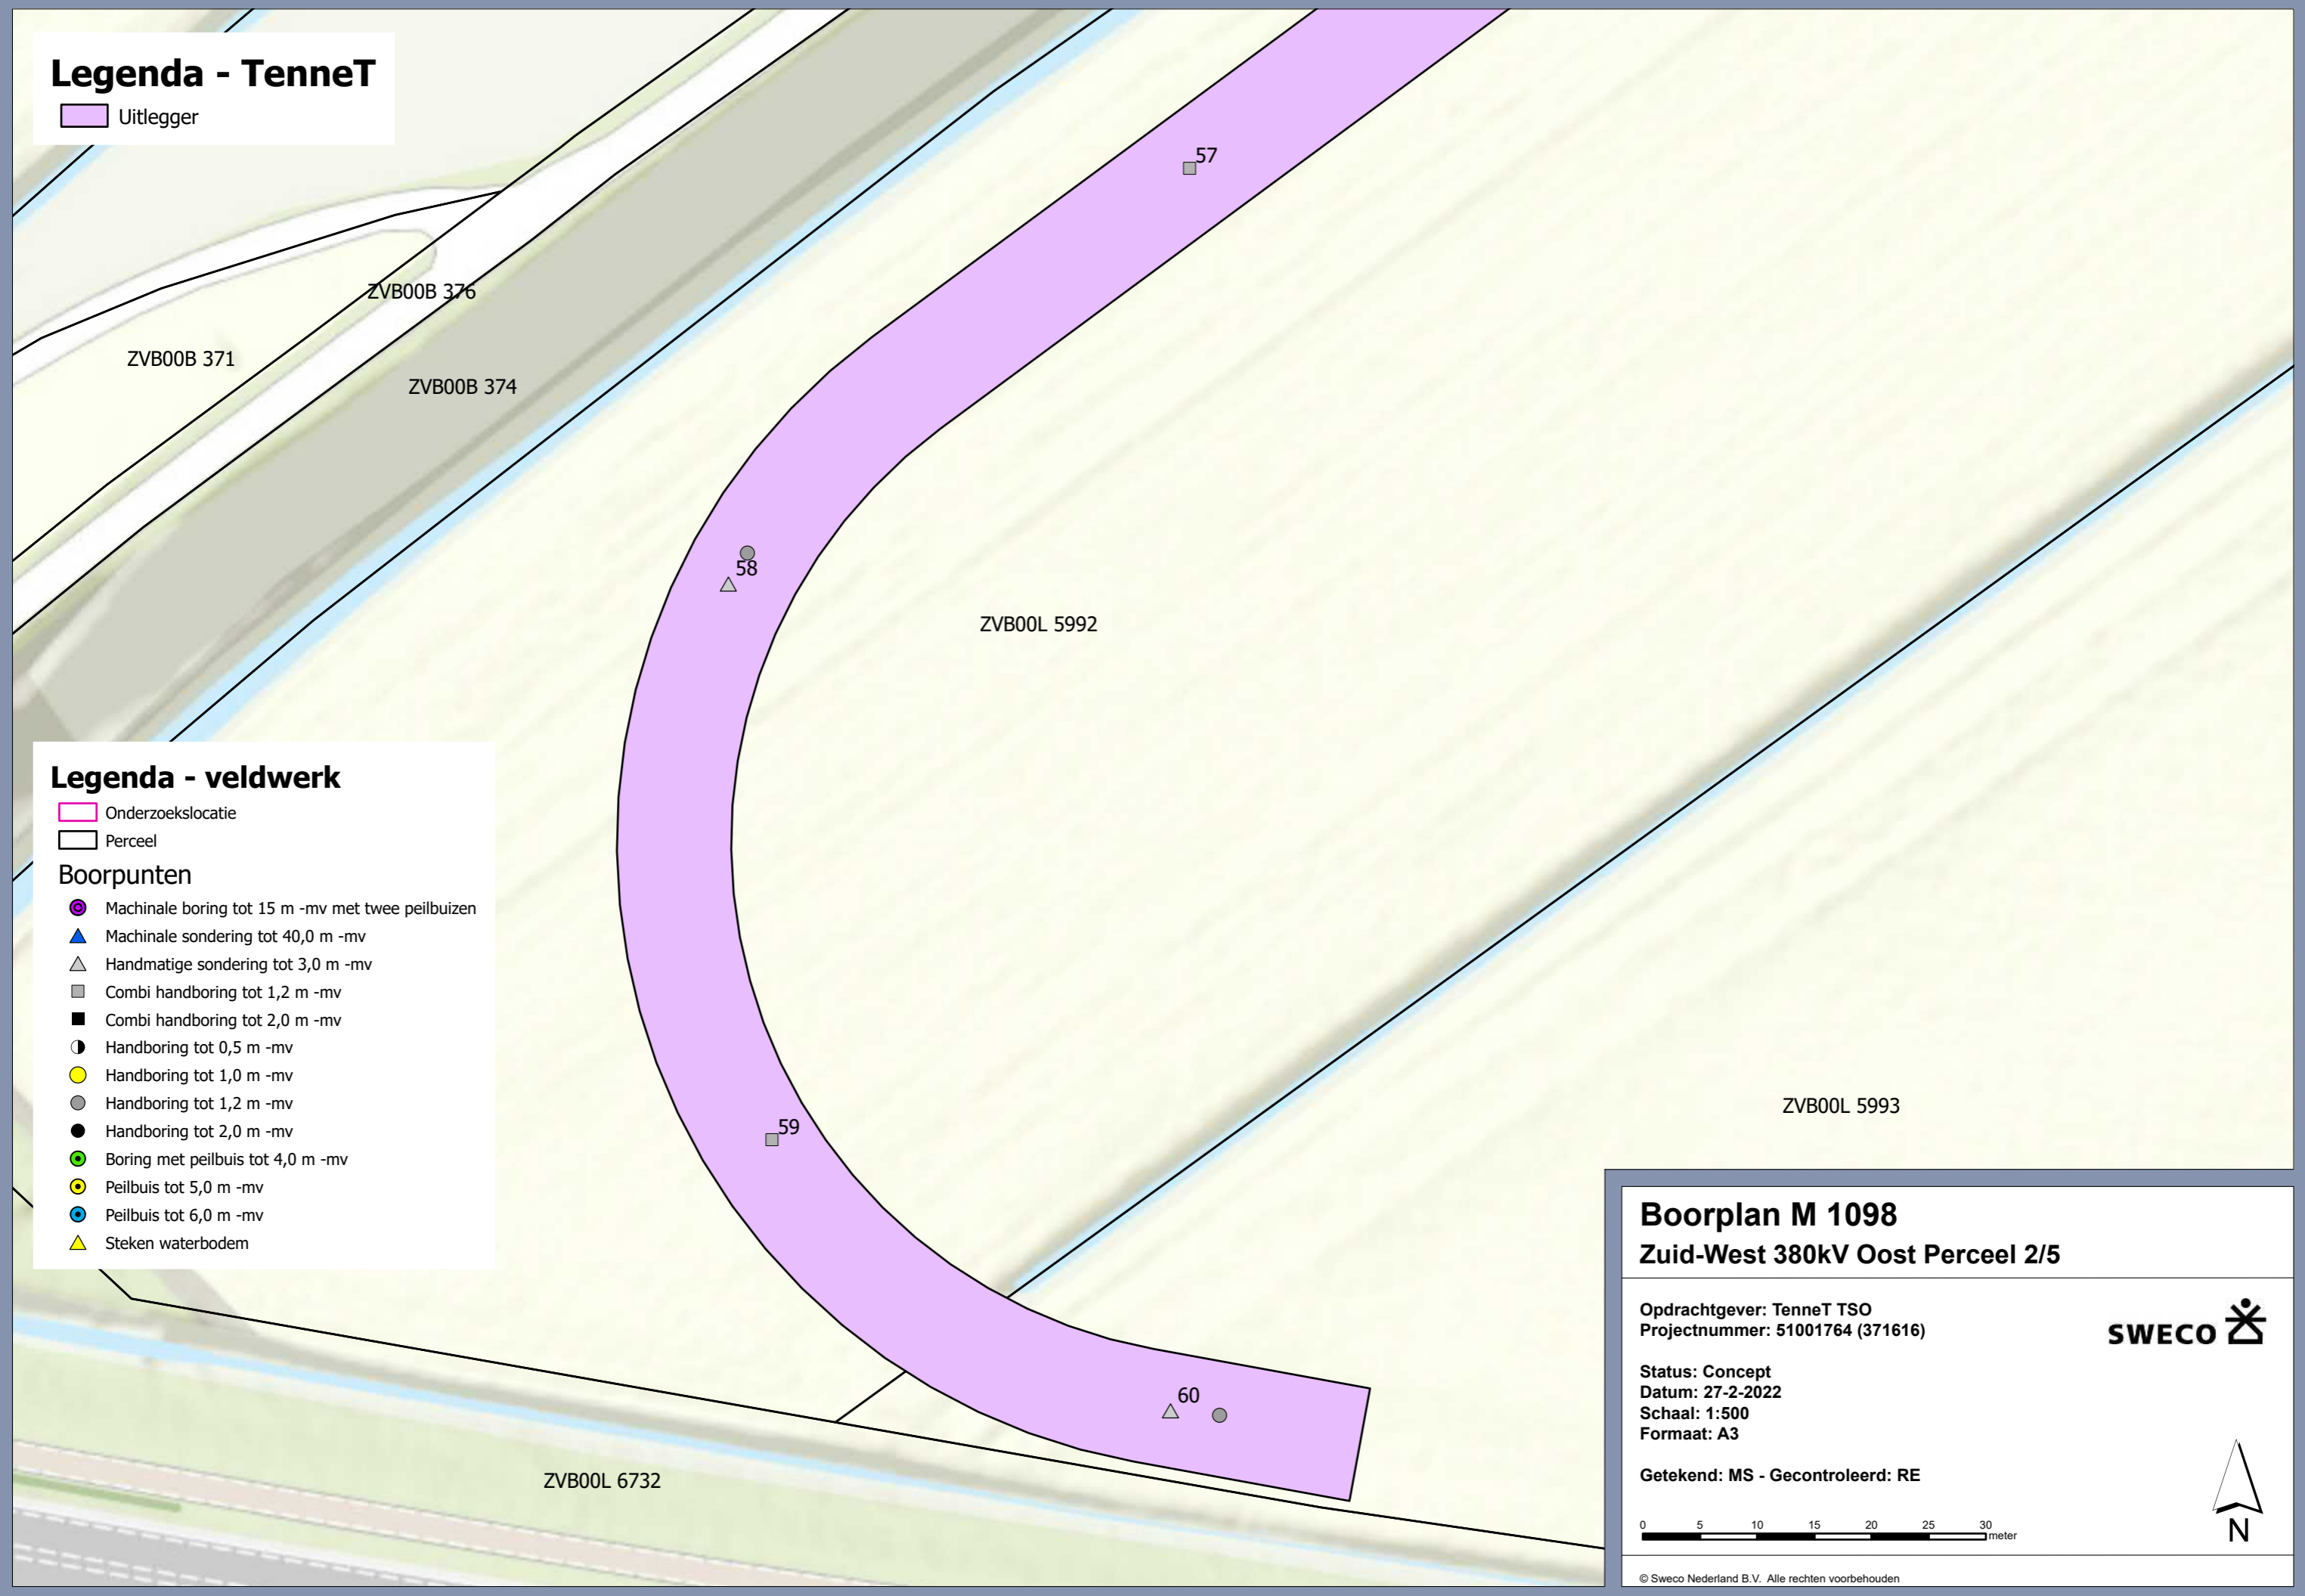 Legenda - TenneT
Uitlegger
57
ZVB00B 376
ZVB00B 371
ZVB00B 374
58
ZVB00L 5992
Legenda - veldwerk
Onderzoekslocatie
Perceel
Boorpunten
Machinale boring tot 15 m -mv met twee peilbuizen
Machinale sondering tot 40,0 m -mv
Handmatige sondering tot 3,0 m -mv
Combi handboring tot 1,2 m -mv
Combi handboring tot 2,0 m -mv
Handboring tot 0,5 m -mv
Handboring tot 1,0 m -mv
Handboring tot 1,2 m -mv
Handboring tot 2,0 m -mv
Boring met peilbuis tot 4,0 m -mv
Peilbuis tot 5,0 m -mv
Peilbuis tot 6,0 m -mv
Steken waterbodem
59
ZVB00L 5993
60
ZVB00L 6732
Boorplan M 1098
Zuid-West 380kV Oost Perceel 2/5
Opdrachtgever: TenneT TSO
Projectnummer: 51001764 (371616)
SWECO
Status: Concept
Datum: 27-2-2022
Schaal: 1:500
Formaat: A3
Getekend: MS - Gecontroleerd: RE
0 5 10 15 20 25 30
meter
N
© Sweco Nederland B.V. Alle rechten voorbehouden